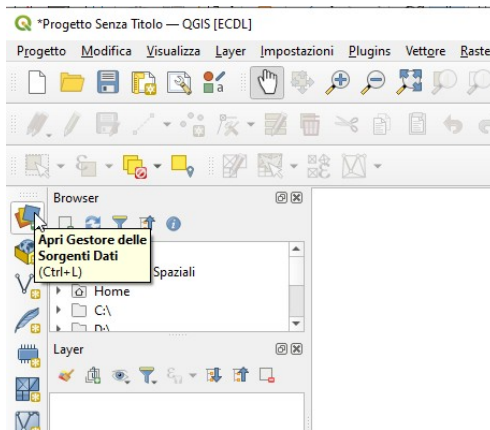 *Progetto Senza Titolo — QGIS [ECDL]
Progetto Modifica Visualizza Layer Impostazioni Plugins Vettore Raste
Browser
Apri Gestore delle
Sorgenti Dati
(Ctrl+L)
Spaziali
Home
C:\
D:\
Layer